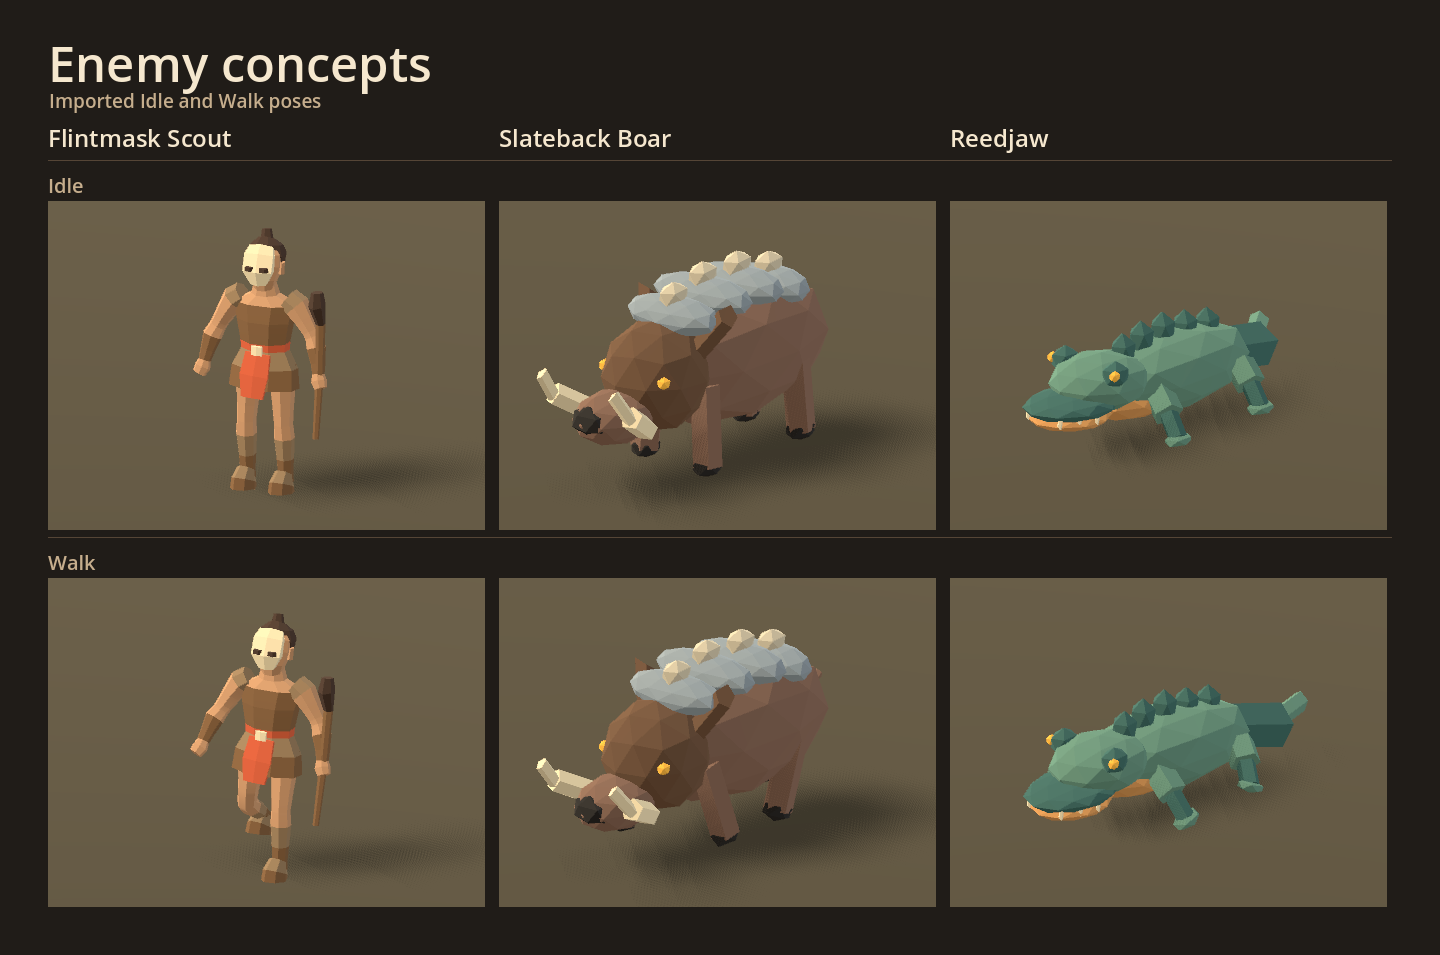 Enemy concepts
Imported Idle and Walk poses
Flintmask Scout
Slateback Boar
Reedjaw
Idle
Walk